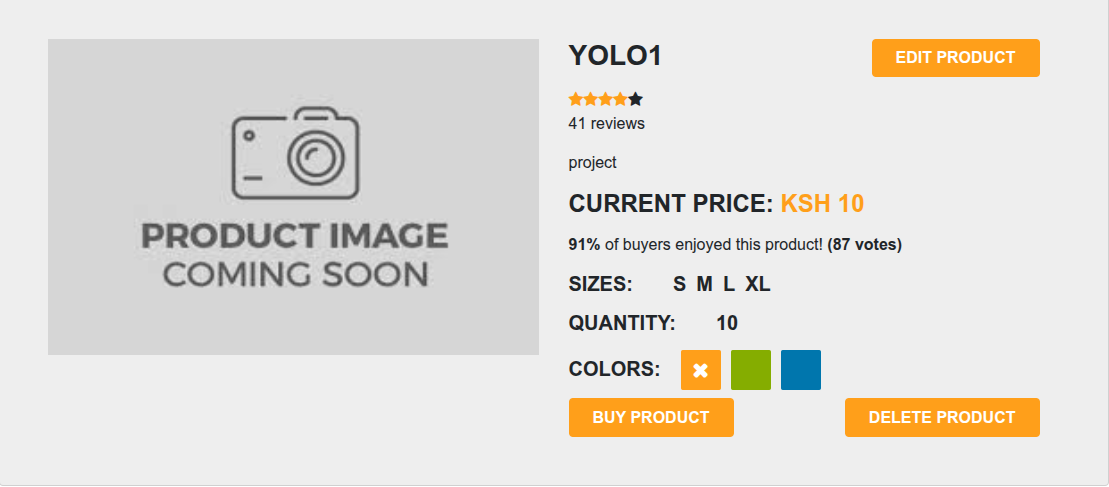 PRODUCT IMAGE
COMING SOON
YOLO1
EDIT PRODUCT
41 reviews
project
CURRENT PRICE: KSH 10
91% of buyers enjoyed this product! (87 votes)
SIZES: S M L XL
QUANTITY: 10
COLORS:
BUY PRODUCT
DELETE PRODUCT